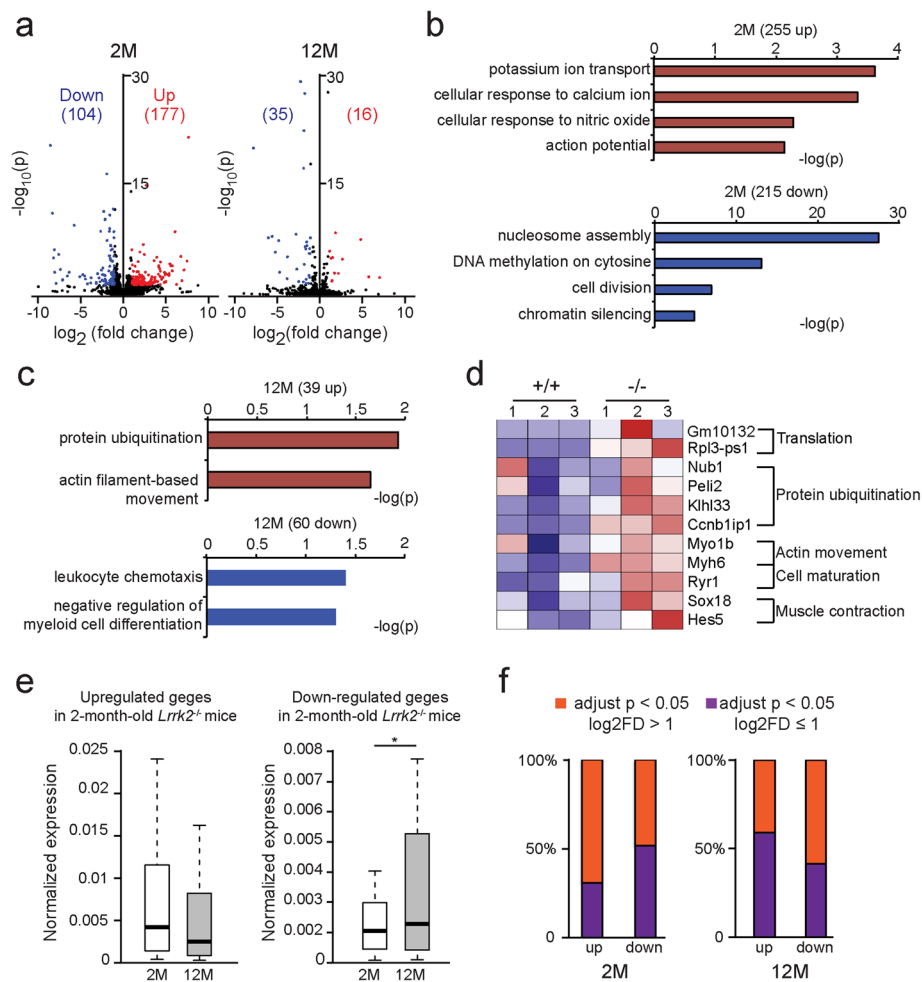 a
2M
12M
30
30
Down
(104)
Up
(177)
(35)
(16)
-log10(p)
-log10(p)
15
15
-10 -5 0 5 10
-10 -5 0 5 10
log2 (fold change)
log2(fold change)
b
2M (255 up)
0 1 2 3 4
potassium ion transport
cellular response to calcium ion
cellular response to nitric oxide
action potential
-log(p)
2M (215 down)
0 10 20 30
nucleosome assembly
DNA methylation on cytosine
cell division
chromatin silencing
-log(p)
c
12M (39 up)
0 0.5 1 1.5 2
protein ubiquitination
actin filament-based
movement
-log(p)
12M (60 down)
0 0.5 1 1.5 2
leukocyte chemotaxis
negative regulation of
myeloid cell differentiation
-log(p)
d
+/+ -/-
1 2 3 1 2 3
Gm10132
Rpl3-ps1
Nub1
Peli2
Klhl33
Ccnb1ip1
Myo1b
Myh6
Ryr1
Sox18
Hes5
Translation
Protein ubiquitination
Actin movement
Cell maturation
Muscle contraction
e
Upregulated geges
in 2-month-old Lrrk2-/- mice
Normalized expression
0.025
0.02
0.015
0.01
0.005
0
2M 12M
Down-regulated geges
in 2-month-old Lrrk2-/- mice
Normalized expression
0.008
0.008
0.006
0.005
0.003
0.002
0.002
0
*
2M 12M
f
adjust p < 0.05
log2FD > 1
adjust p < 0.05
log2FD ≤ 1
100%
50%
0
up down
2M
100%
50%
0
up down
12M